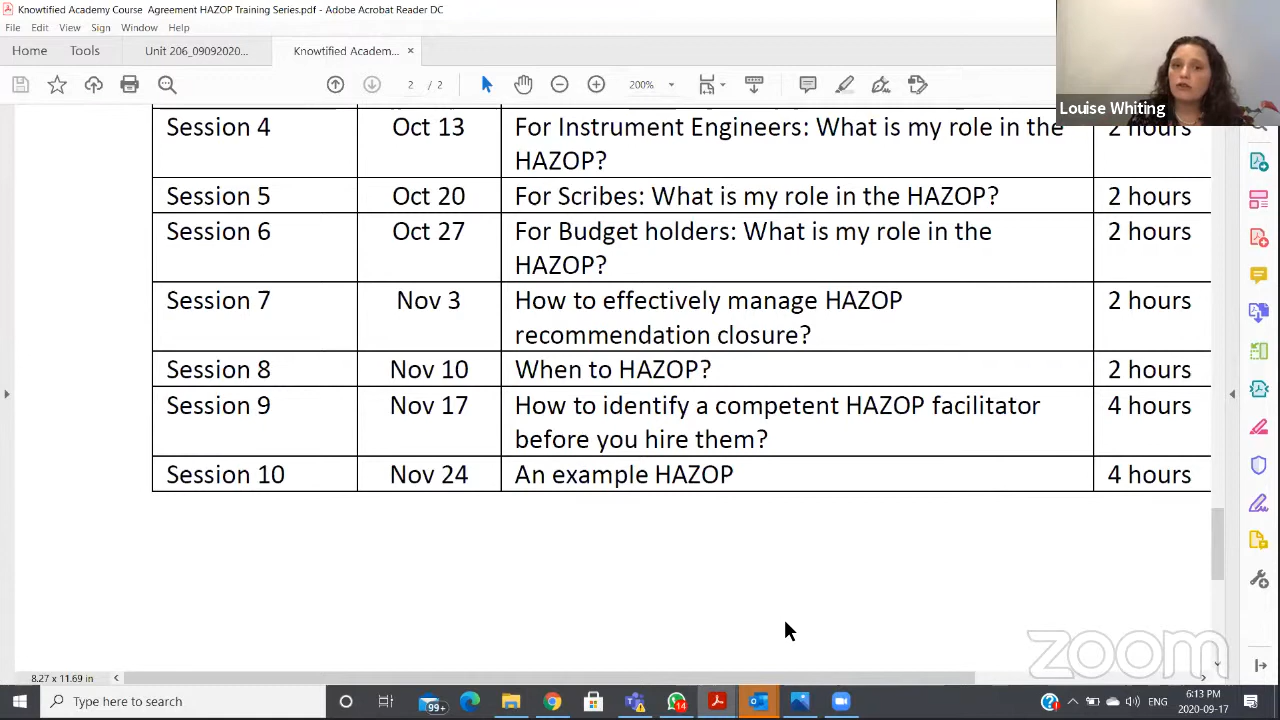 Knowtified Academy Course Agreement HAZOP Training Series.pdf - Adobe Acrobat Reader DC
File Edit View Sign Window Help
Home Tools Unit 206_09092020... Knowtified Academ... ×
2 / 2 200%
Louise Whiting
Session 4 Oct 13 For Instrument Engineers: What is my role in the 2 hours
HAZOP?
Session 5 Oct 20 For Scribes: What is my role in the HAZOP? 2 hours
Session 6 Oct 27 For Budget holders: What is my role in the 2 hours
HAZOP?
Session 7 Nov 3 How to effectively manage HAZOP 2 hours
recommendation closure?
Session 8 Nov 10 When to HAZOP? 2 hours
Session 9 Nov 17 How to identify a competent HAZOP facilitator 4 hours
before you hire them?
Session 10 Nov 24 An example HAZOP 4 hours
zoom
8.27 x 11.69 in
Type here to search 99+ 14 ENG 6:13 PM
2020-09-17